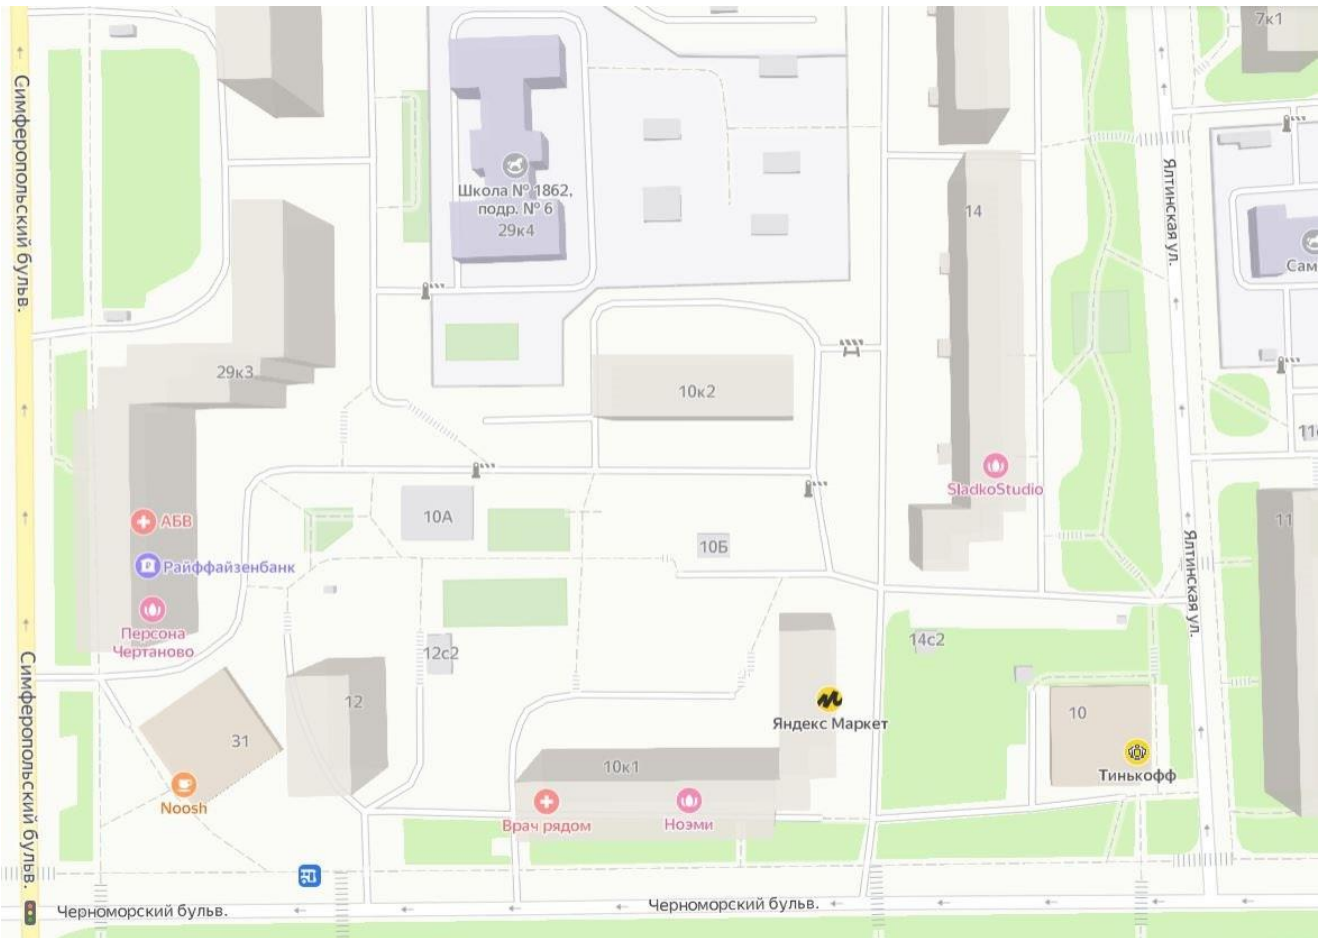 7к1
Симферопольский бульв.
Школа № 1862,
подр. № 6
29к4
Ялтинская ул.
14
29к3
10к2
SladkoStudio
10А
АБВ
11
10Б
Райффайзенбанк
Ялтинская ул.
Персона
Чертаново
12с2
14с2
Симферопольский бульв.
12
10
31
Яндекс Маркет
Тинькофф
10к1
Noosh
Врач рядом
Ноэми
Черноморский бульв.
Черноморский бульв.